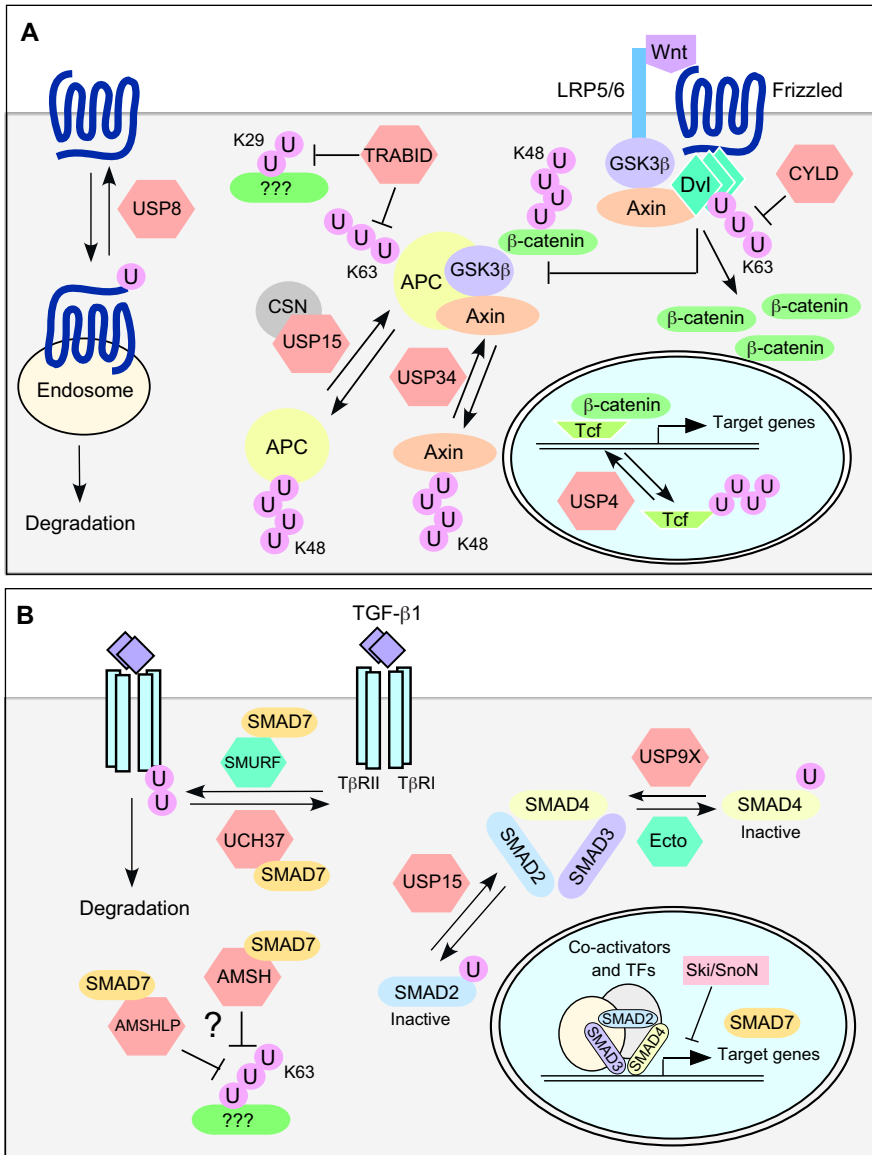 A
Wnt
LRP5/6
Frizzled
K29
U
U
???
TRABID
K48
U
U
U
U
GSK3β
Axin
Dvl
CYLD
USP8
U
U
U
K63
U
U
U
K63
β-catenin
APC
GSK3β
Axin
U
CSN
USP15
β-catenin
β-catenin
β-catenin
Endosome
USP34
β-catenin
Tcf
Target genes
APC
Axin
USP4
Tcf
U
U
U
U
U
U
U
U
K48
U
U
U
U
K48
Degradation
B
TGF-β1
SMAD7
SMURF
TβRII
TβRI
U
U
UCH37
SMAD7
USP9X
U
SMAD4
SMAD4
Inactive
SMAD2
SMAD3
Ecto
USP15
Degradation
U
SMAD2
Inactive
SMAD7
AMSH
SMAD7
AMSHLP
?
U
U
U
K63
???
Co-activators
and TFs
Ski/SnoN
SMAD2
SMAD3
SMAD4
SMAD7
Target genes